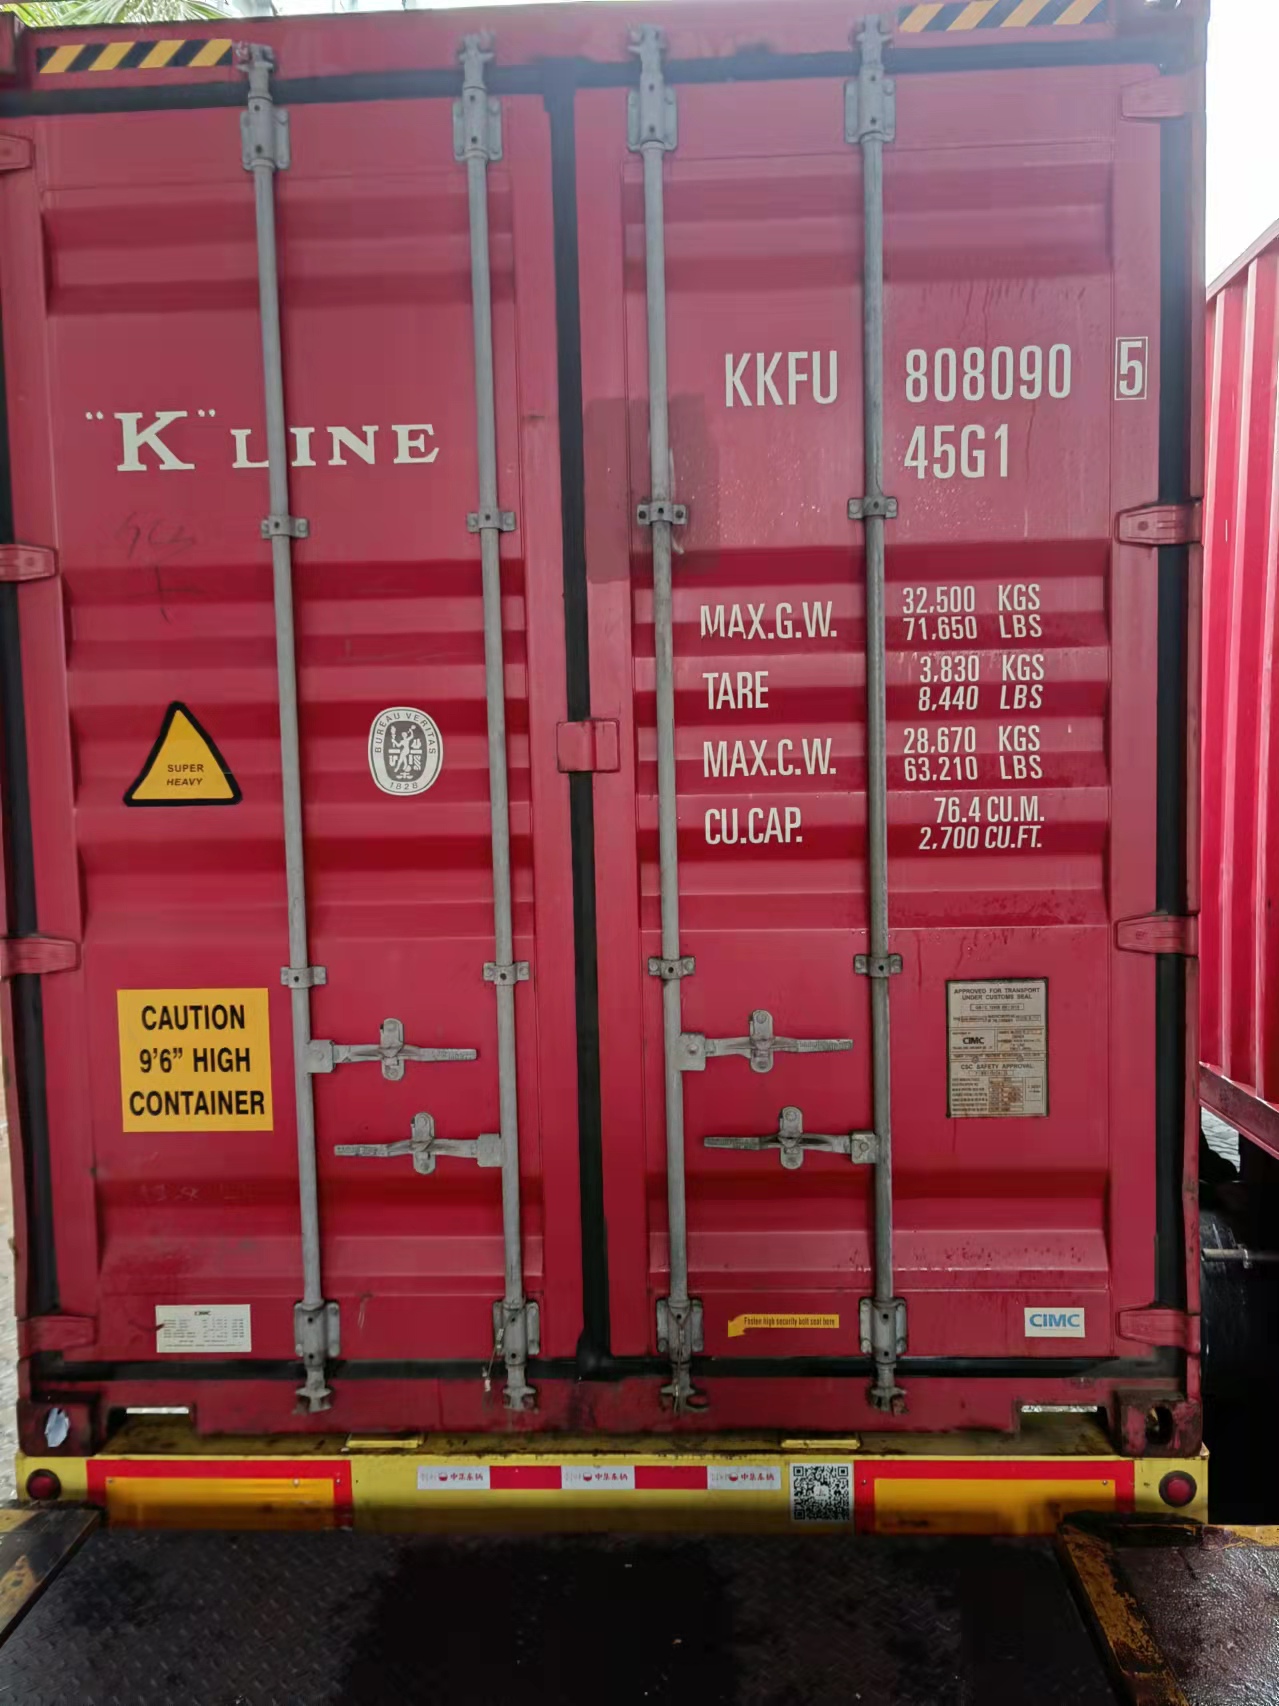 "K" LINE
KKFU 808090 5
45G1
MAX.G.W. 32,500 KGS
71,650 LBS
TARE 3,830 KGS
8,440 LBS
MAX.C.W. 28,670 KGS
63,210 LBS
CU.CAP. 76.4 CU.M.
2,700 CU.FT.
SUPER
HEAVY
BUREAU VERITAS
1828
CAUTION
9'6" HIGH
CONTAINER
APPROVED FOR TRANSPORT
UNDER CUSTOMS SEAL
CIMC
CSC SAFETY APPROVAL
CIMC
Fasten high security bolt seal here
CIMC
中集车辆
中集车辆
中集车辆